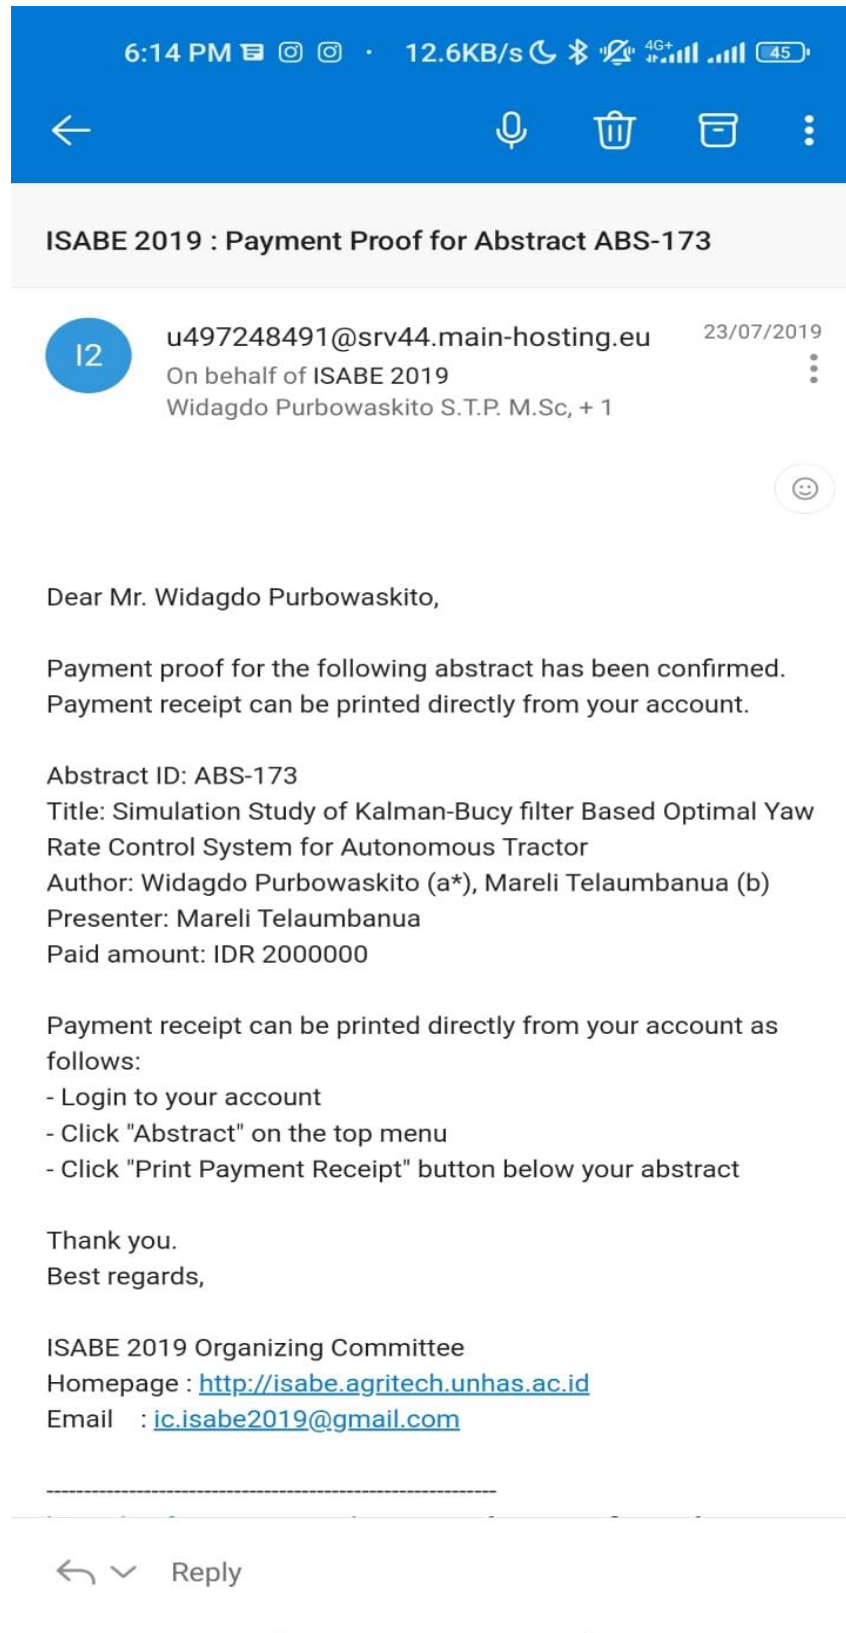 6:14 PM · 12.6KB/s 4G+ 45
ISABE 2019 : Payment Proof for Abstract ABS-173
I2
u497248491@srv44.main-hosting.eu 23/07/2019
On behalf of ISABE 2019
Widagdo Purbowaskito S.T.P. M.Sc, + 1
Dear Mr. Widagdo Purbowaskito,
Payment proof for the following abstract has been confirmed.
Payment receipt can be printed directly from your account.
Abstract ID: ABS-173
Title: Simulation Study of Kalman-Bucy filter Based Optimal Yaw
Rate Control System for Autonomous Tractor
Author: Widagdo Purbowaskito (a*), Mareli Telaumbanua (b)
Presenter: Mareli Telaumbanua
Paid amount: IDR 2000000
Payment receipt can be printed directly from your account as
follows:
- Login to your account
- Click "Abstract" on the top menu
- Click "Print Payment Receipt" button below your abstract
Thank you.
Best regards,
ISABE 2019 Organizing Committee
Homepage : http://isabe.agritech.unhas.ac.id
Email : ic.isabe2019@gmail.com
------------------------------------------------------------
Reply